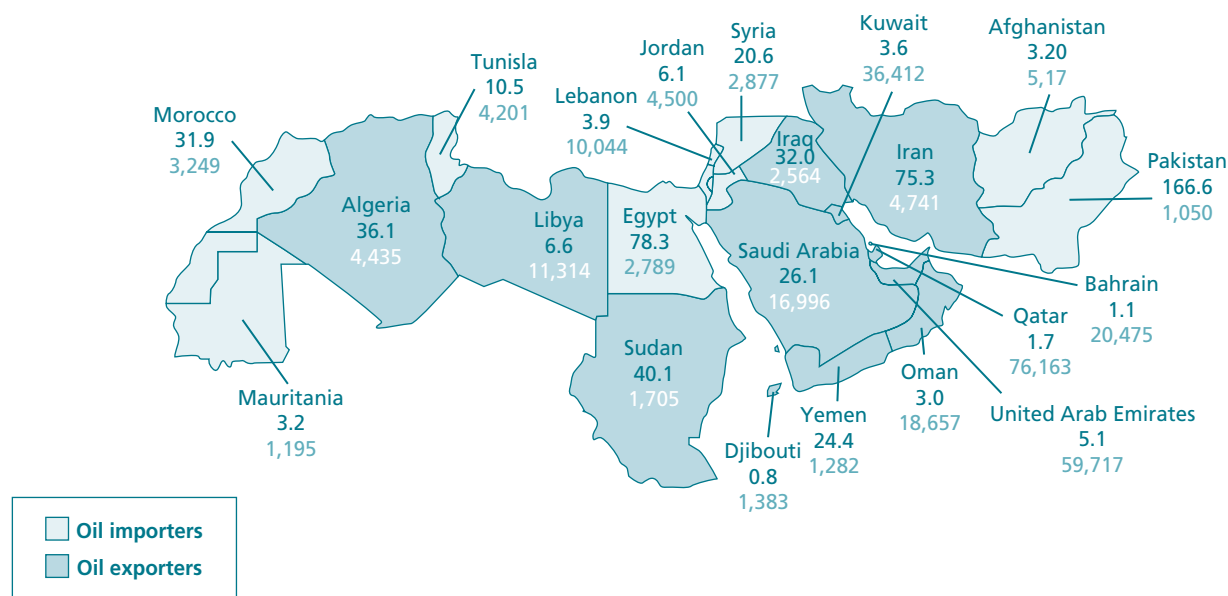 Morocco
31.9
3,249
Tunisla
10.5
4,201
Lebanon
3.9
10,044
Jordan
6.1
4,500
Syria
20.6
2,877
Kuwait
3.6
36,412
Afghanistan
3.20
5,17
Algeria
36.1
4,435
Libya
6.6
11,314
Egypt
78.3
2,789
Iraq
32.0
2,564
Iran
75.3
4,741
Pakistan
166.6
1,050
Saudi Arabia
26.1
16,996
Bahrain
1.1
20,475
Qatar
1.7
76,163
Sudan
40.1
1,705
Mauritania
3.2
1,195
Djibouti
0.8
1,383
Yemen
24.4
1,282
Oman
3.0
18,657
United Arab Emirates
5.1
59,717
Oil importers
Oil exporters